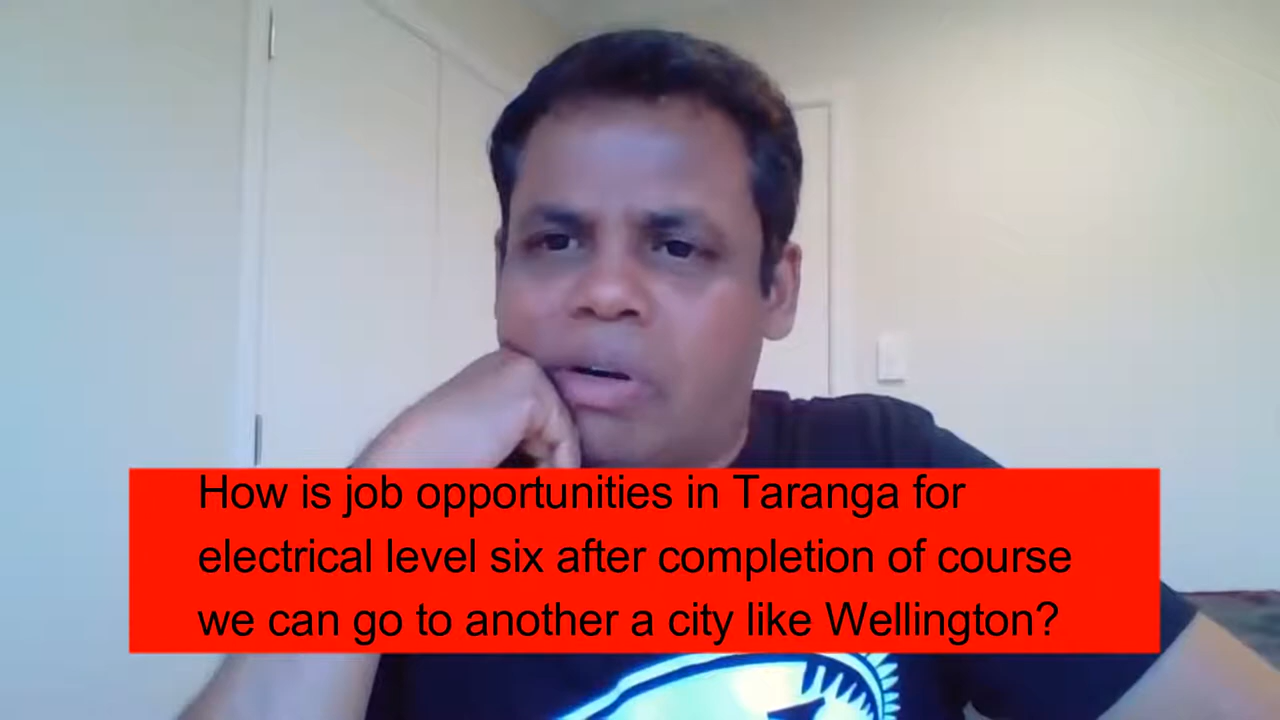 How is job opportunities in Taranga for
electrical level six after completion of course
we can go to another a city like Wellington?